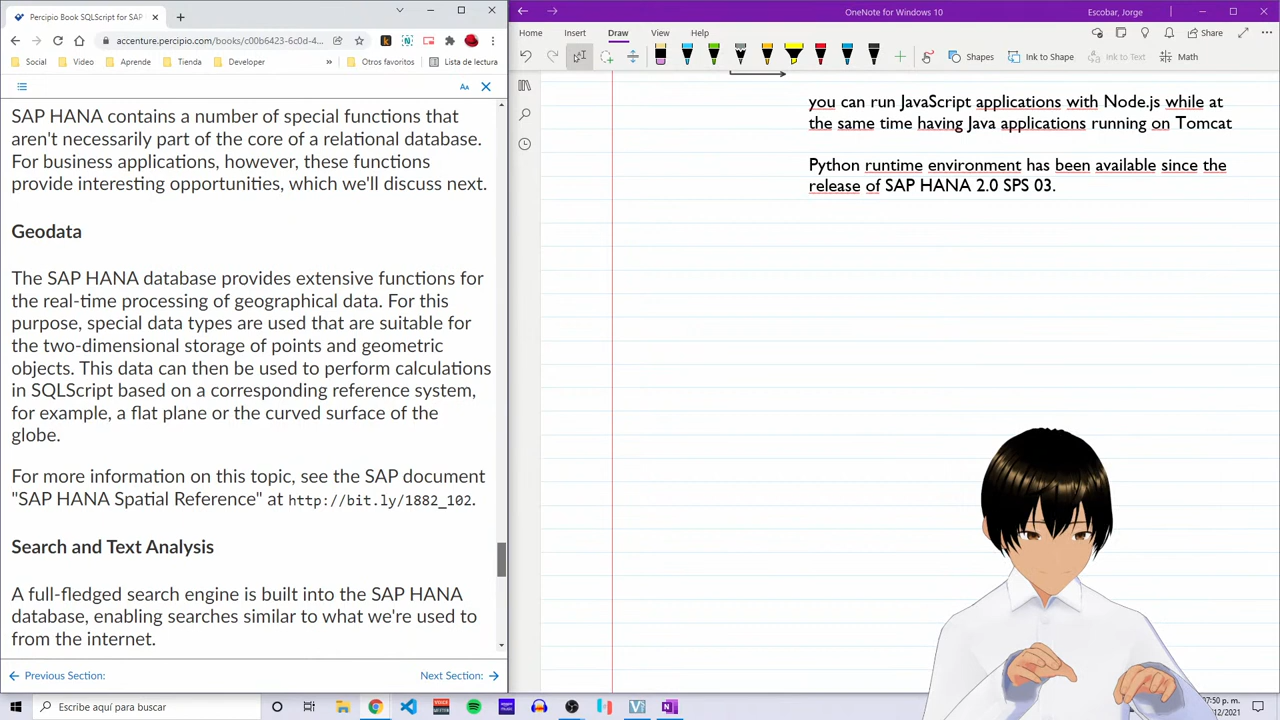 Percipio Book SQLScript for SAP
accenture.percipio.com/books/c00b6423-6c0d-4...
Social
Video
Aprende
Tienda
Developer
»
Otros favoritos
Lista de lectura
AA
SAP HANA contains a number of special functions that
aren't necessarily part of the core of a relational database.
For business applications, however, these functions
provide interesting opportunities, which we'll discuss next.
Geodata
The SAP HANA database provides extensive functions for
the real-time processing of geographical data. For this
purpose, special data types are used that are suitable for
the two-dimensional storage of points and geometric
objects. This data can then be used to perform calculations
in SQLScript based on a corresponding reference system,
for example, a flat plane or the curved surface of the
globe.
For more information on this topic, see the SAP document
"SAP HANA Spatial Reference" at http://bit.ly/1882_102.
Search and Text Analysis
A full-fledged search engine is built into the SAP HANA
database, enabling searches similar to what we're used to
from the internet.
Previous Section:
Next Section:
OneNote for Windows 10
Escobar, Jorge
Home
Insert
Draw
View
Help
Share
Shapes
Ink to Shape
Ink to Text
Math
you can run JavaScript applications with Node.js while at
the same time having Java applications running on Tomcat
Python runtime environment has been available since the
release of SAP HANA 2.0 SPS 03.
Escribe aquí para buscar
:50 p. m.
/12/2021